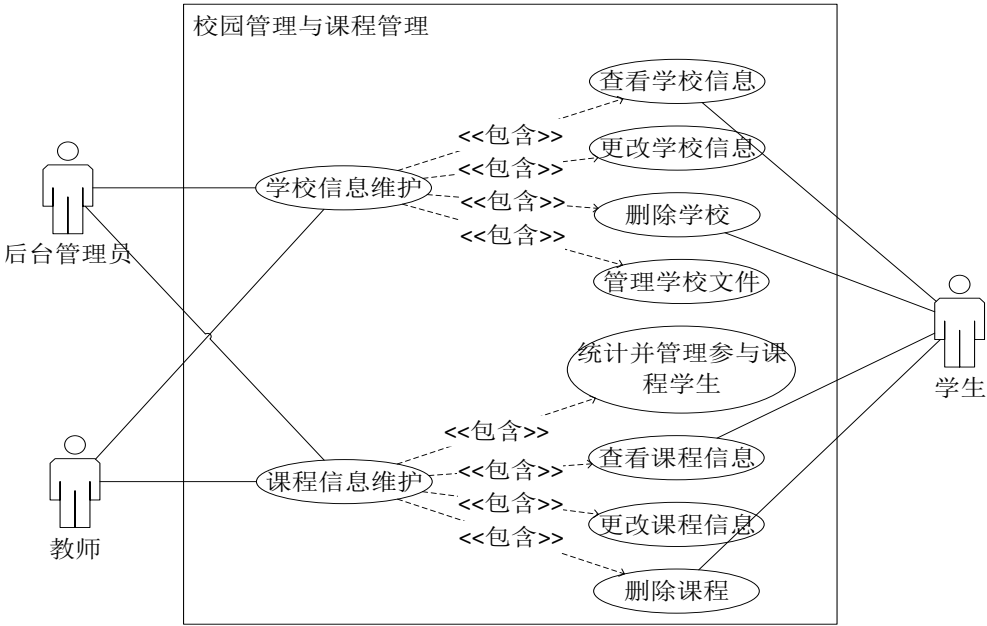 校园管理与课程管理
查看学校信息
<<包含>>
更改学校信息
<<包含>>
学校信息维护
<<包含>>
删除学校
<<包含>>
后台管理员
管理学校文件
统计并管理参与课
程学生
学生
<<包含>>
查看课程信息
<<包含>>
课程信息维护
<<包含>>
更改课程信息
<<包含>>
教师
删除课程